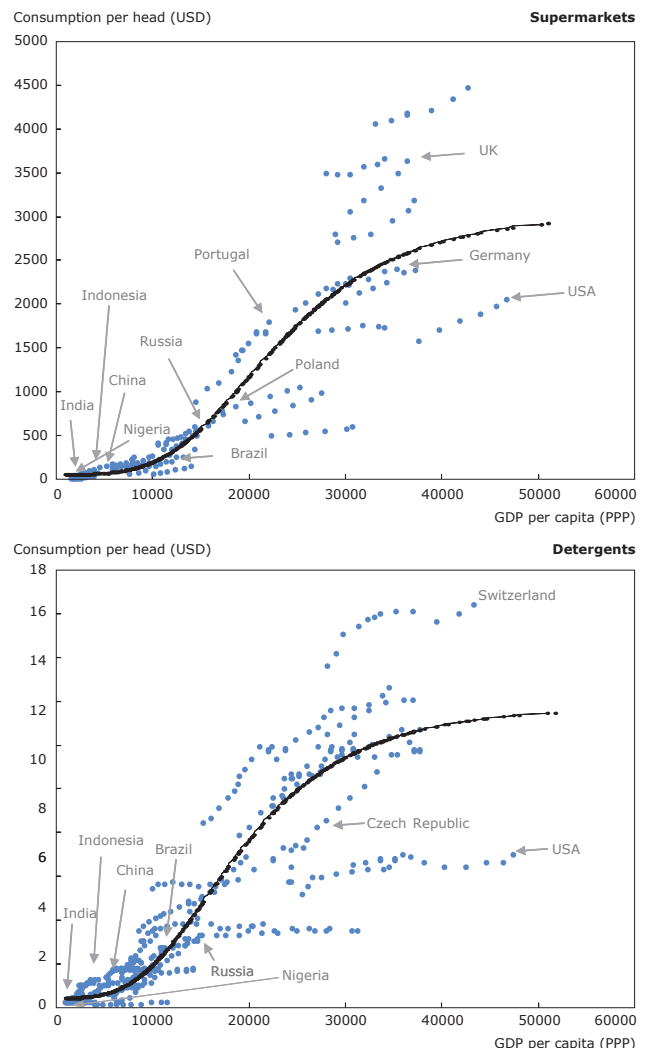 Consumption per head (USD) Supermarkets
5000
4500
4000
3500
UK
3000
2500
Portugal
Germany
Indonesia
USA
2000
Russia
1500
Poland
China
1000
India
Nigeria
500
Brazil
0
0 10000 20000 30000 40000 50000 60000
GDP per capita (PPP)
Consumption per head (USD) Detergents
18
Switzerland
16
14
12
10
8
Czech Republic
Indonesia
Brazil
USA
6
China
4
India
2
Russia
Nigeria
0
0 10000 20000 30000 40000 50000 60000
GDP per capita (PPP)